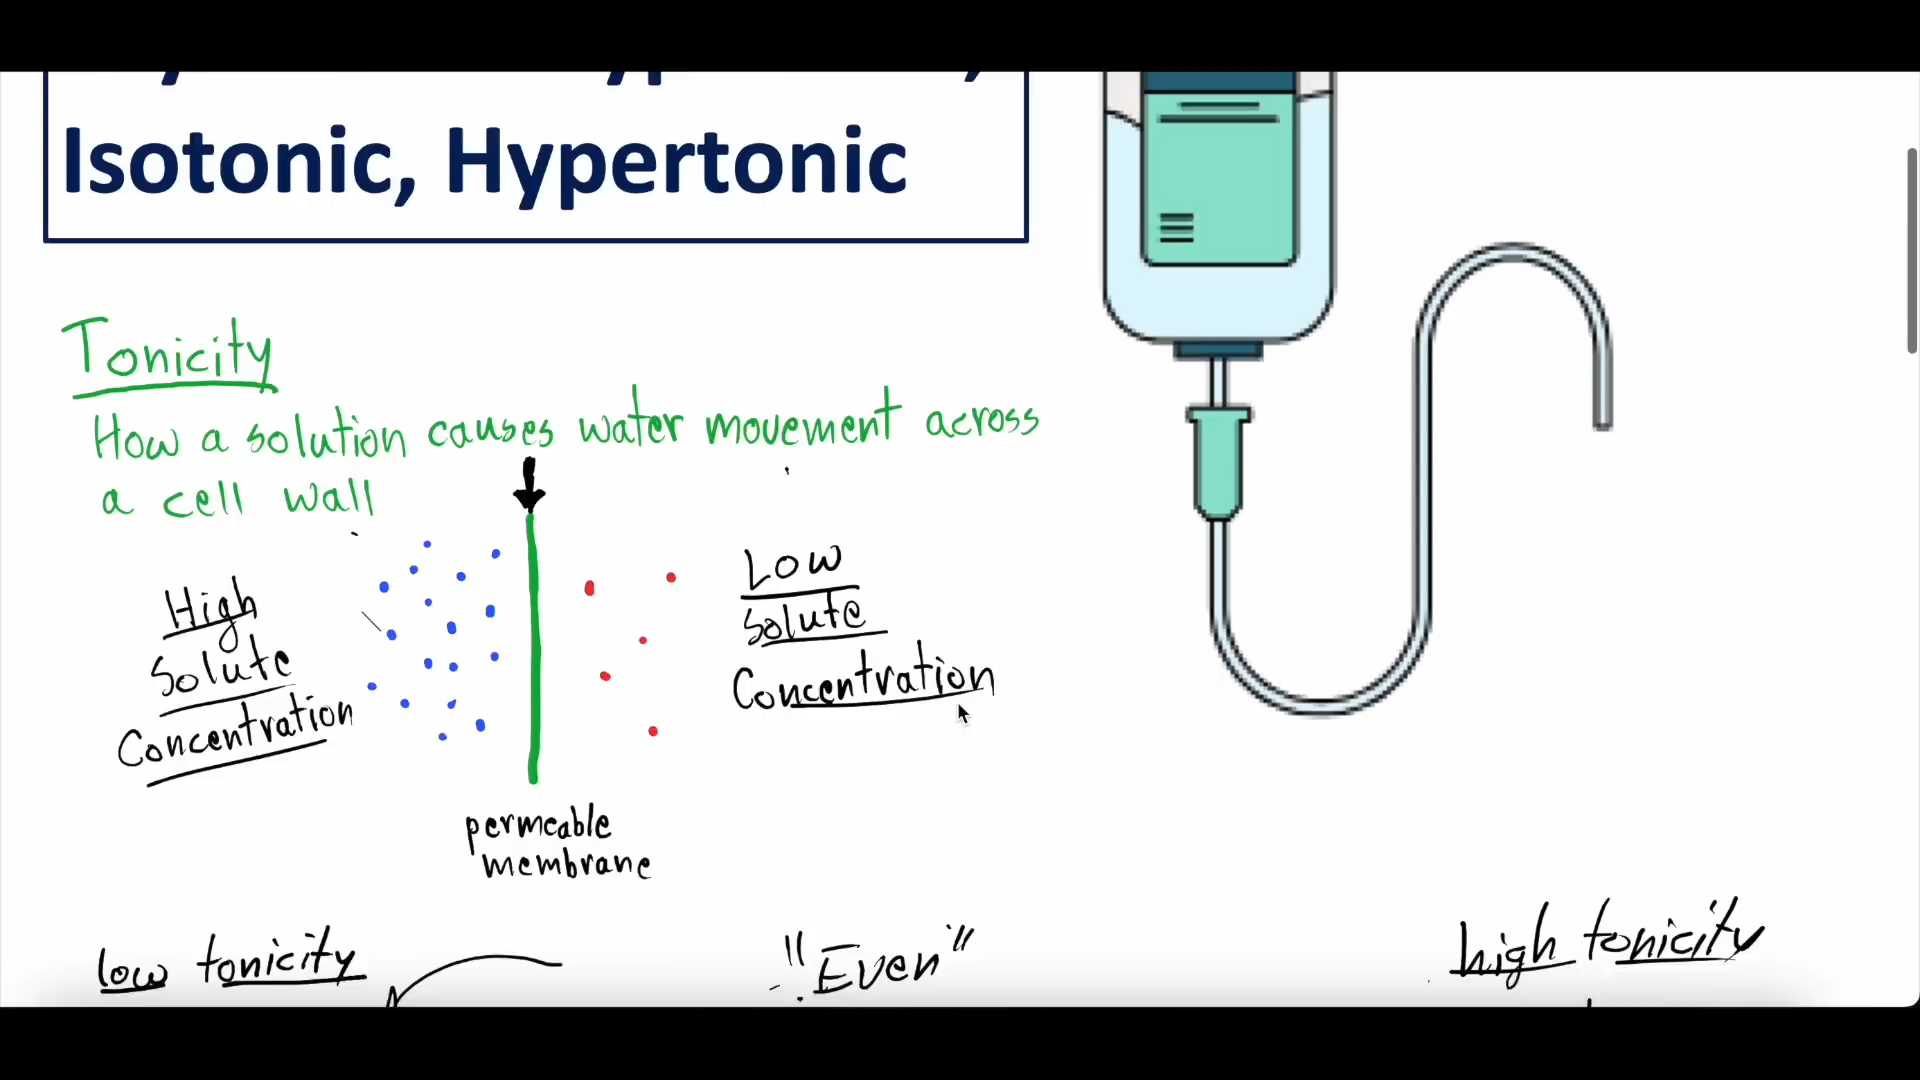 Isotonic, Hypertonic
Tonicity
How a solution causes water movement across
a cell wall
High
Solute
Concentration
Low
Solute
Concentration
permeable
membrane
low tonicity
"Even"
high tonicity